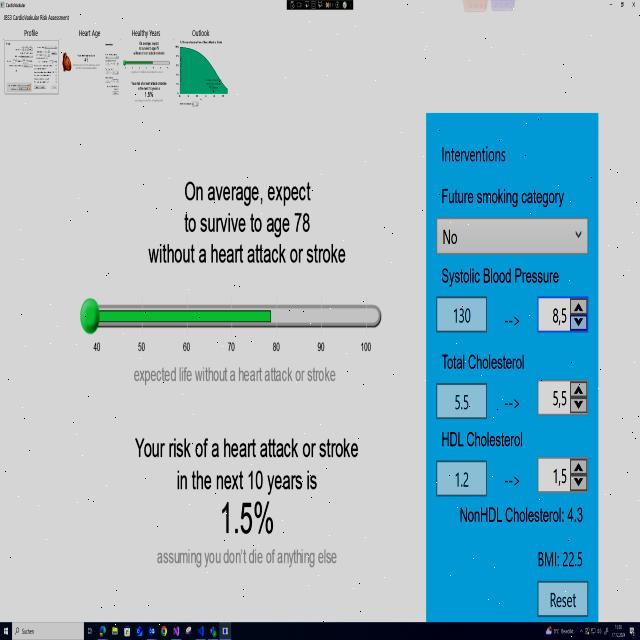 CardioVaskular
JBS3 CardioVaskular Risk Assessment
Profile
Heart Age
Healthy Years
Outlook
On average, expect
to survive to age 78
without a heart attack or stroke
40 50 60 70 80 90 100
expected life without a heart attack or stroke
Your risk of a heart attack or stroke
in the next 10 years is
1.5%
assuming you don't die of anything else
Interventions
Future smoking category
No
Systolic Blood Pressure
130 --> 8,5
Total Cholesterol
5.5 --> 5,5
HDL Cholesterol
1.2 --> 1,5
NonHDL Cholesterol: 4.3
BMI: 22.5
Reset
Suchen